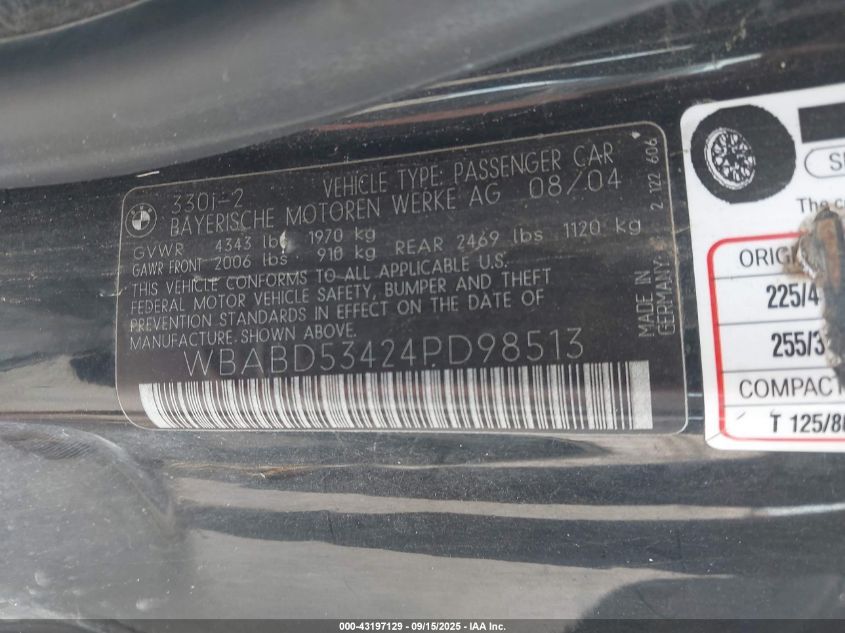 330i-2
VEHICLE TYPE: PASSENGER CAR
BAYERISCHE MOTOREN WERKE AG 08/04
GVWR 4343 lbs 1970 kg
GAWR FRONT 2006 lbs 910 kg REAR 2469 lbs 1120 kg
THIS VEHICLE CONFORMS TO ALL APPLICABLE U.S.
FEDERAL MOTOR VEHICLE SAFETY, BUMPER AND THEFT
PREVENTION STANDARDS IN EFFECT ON THE DATE OF
MANUFACTURE SHOWN ABOVE.
WBABD53424PD98513
MADE IN
GERMANY
2 122 606
The c
ORIGI
225/4
255/3
COMPACT
T 125/8
000-43197129 - 09/15/2025 - IAA Inc.